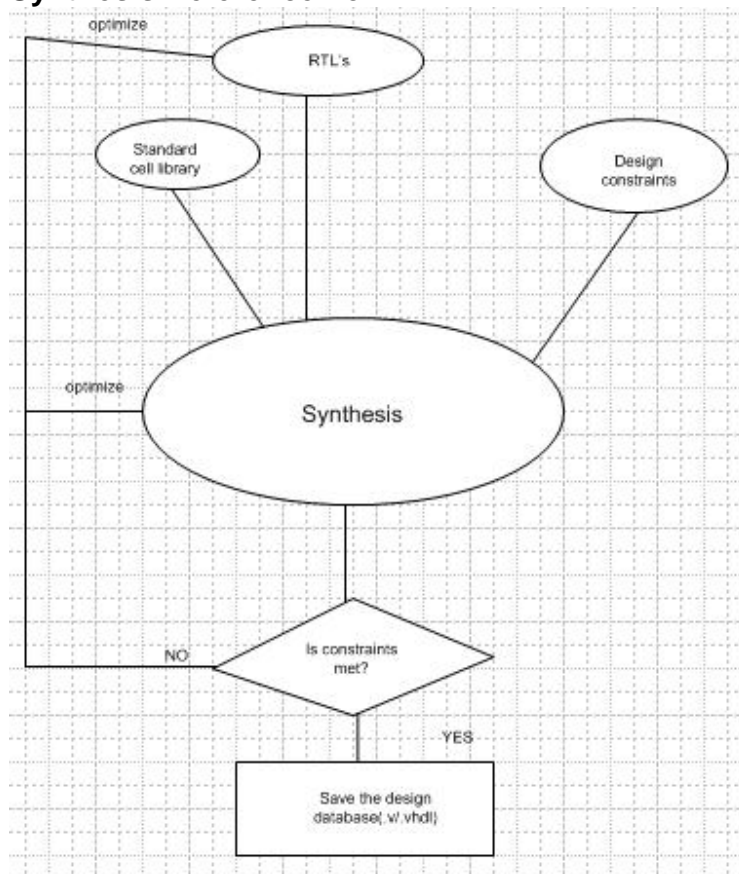 optimize
RTL's
Standard
cell library
Design
constraints
optimize
Synthesis
Is constraints
met?
NO
YES
Save the design
database(.v/.vhdl)